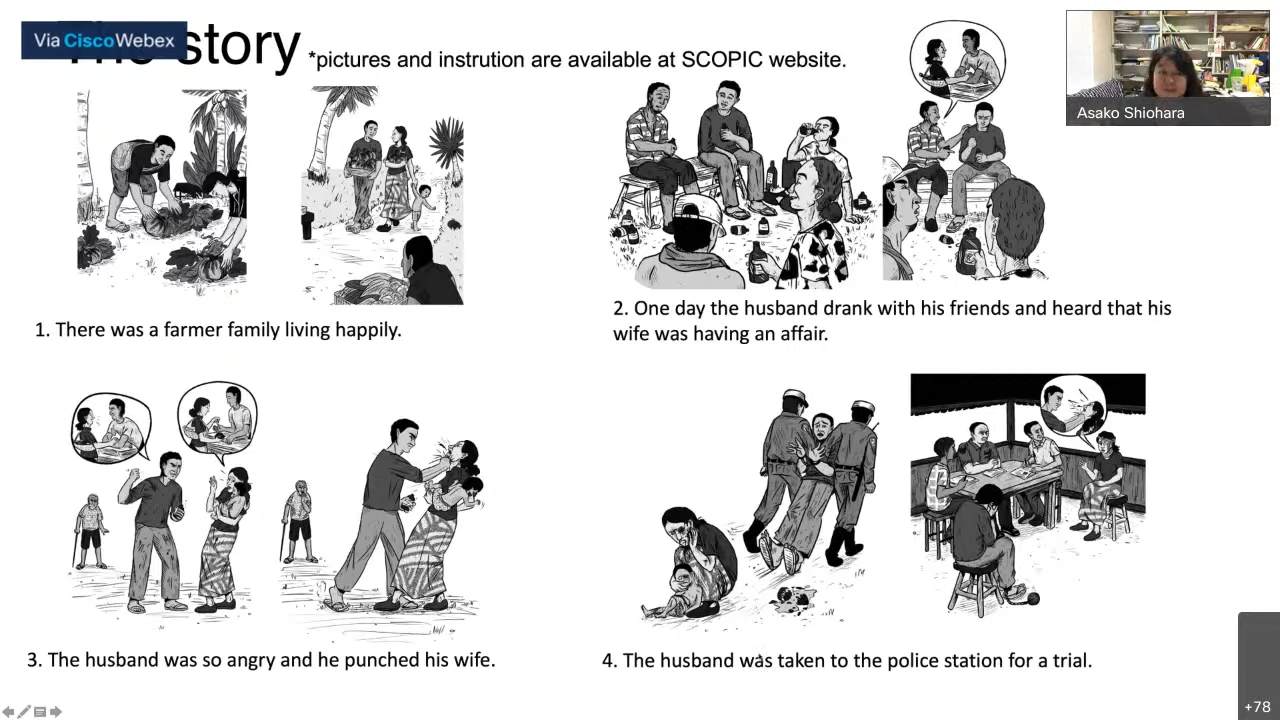 Via CiscoWebex
story
*pictures and instrution are available at SCOPIC website.
Asako Shiohara
1. There was a farmer family living happily.
2. One day the husband drank with his friends and heard that his
wife was having an affair.
3. The husband was so angry and he punched his wife.
4. The husband was taken to the police station for a trial.
+78